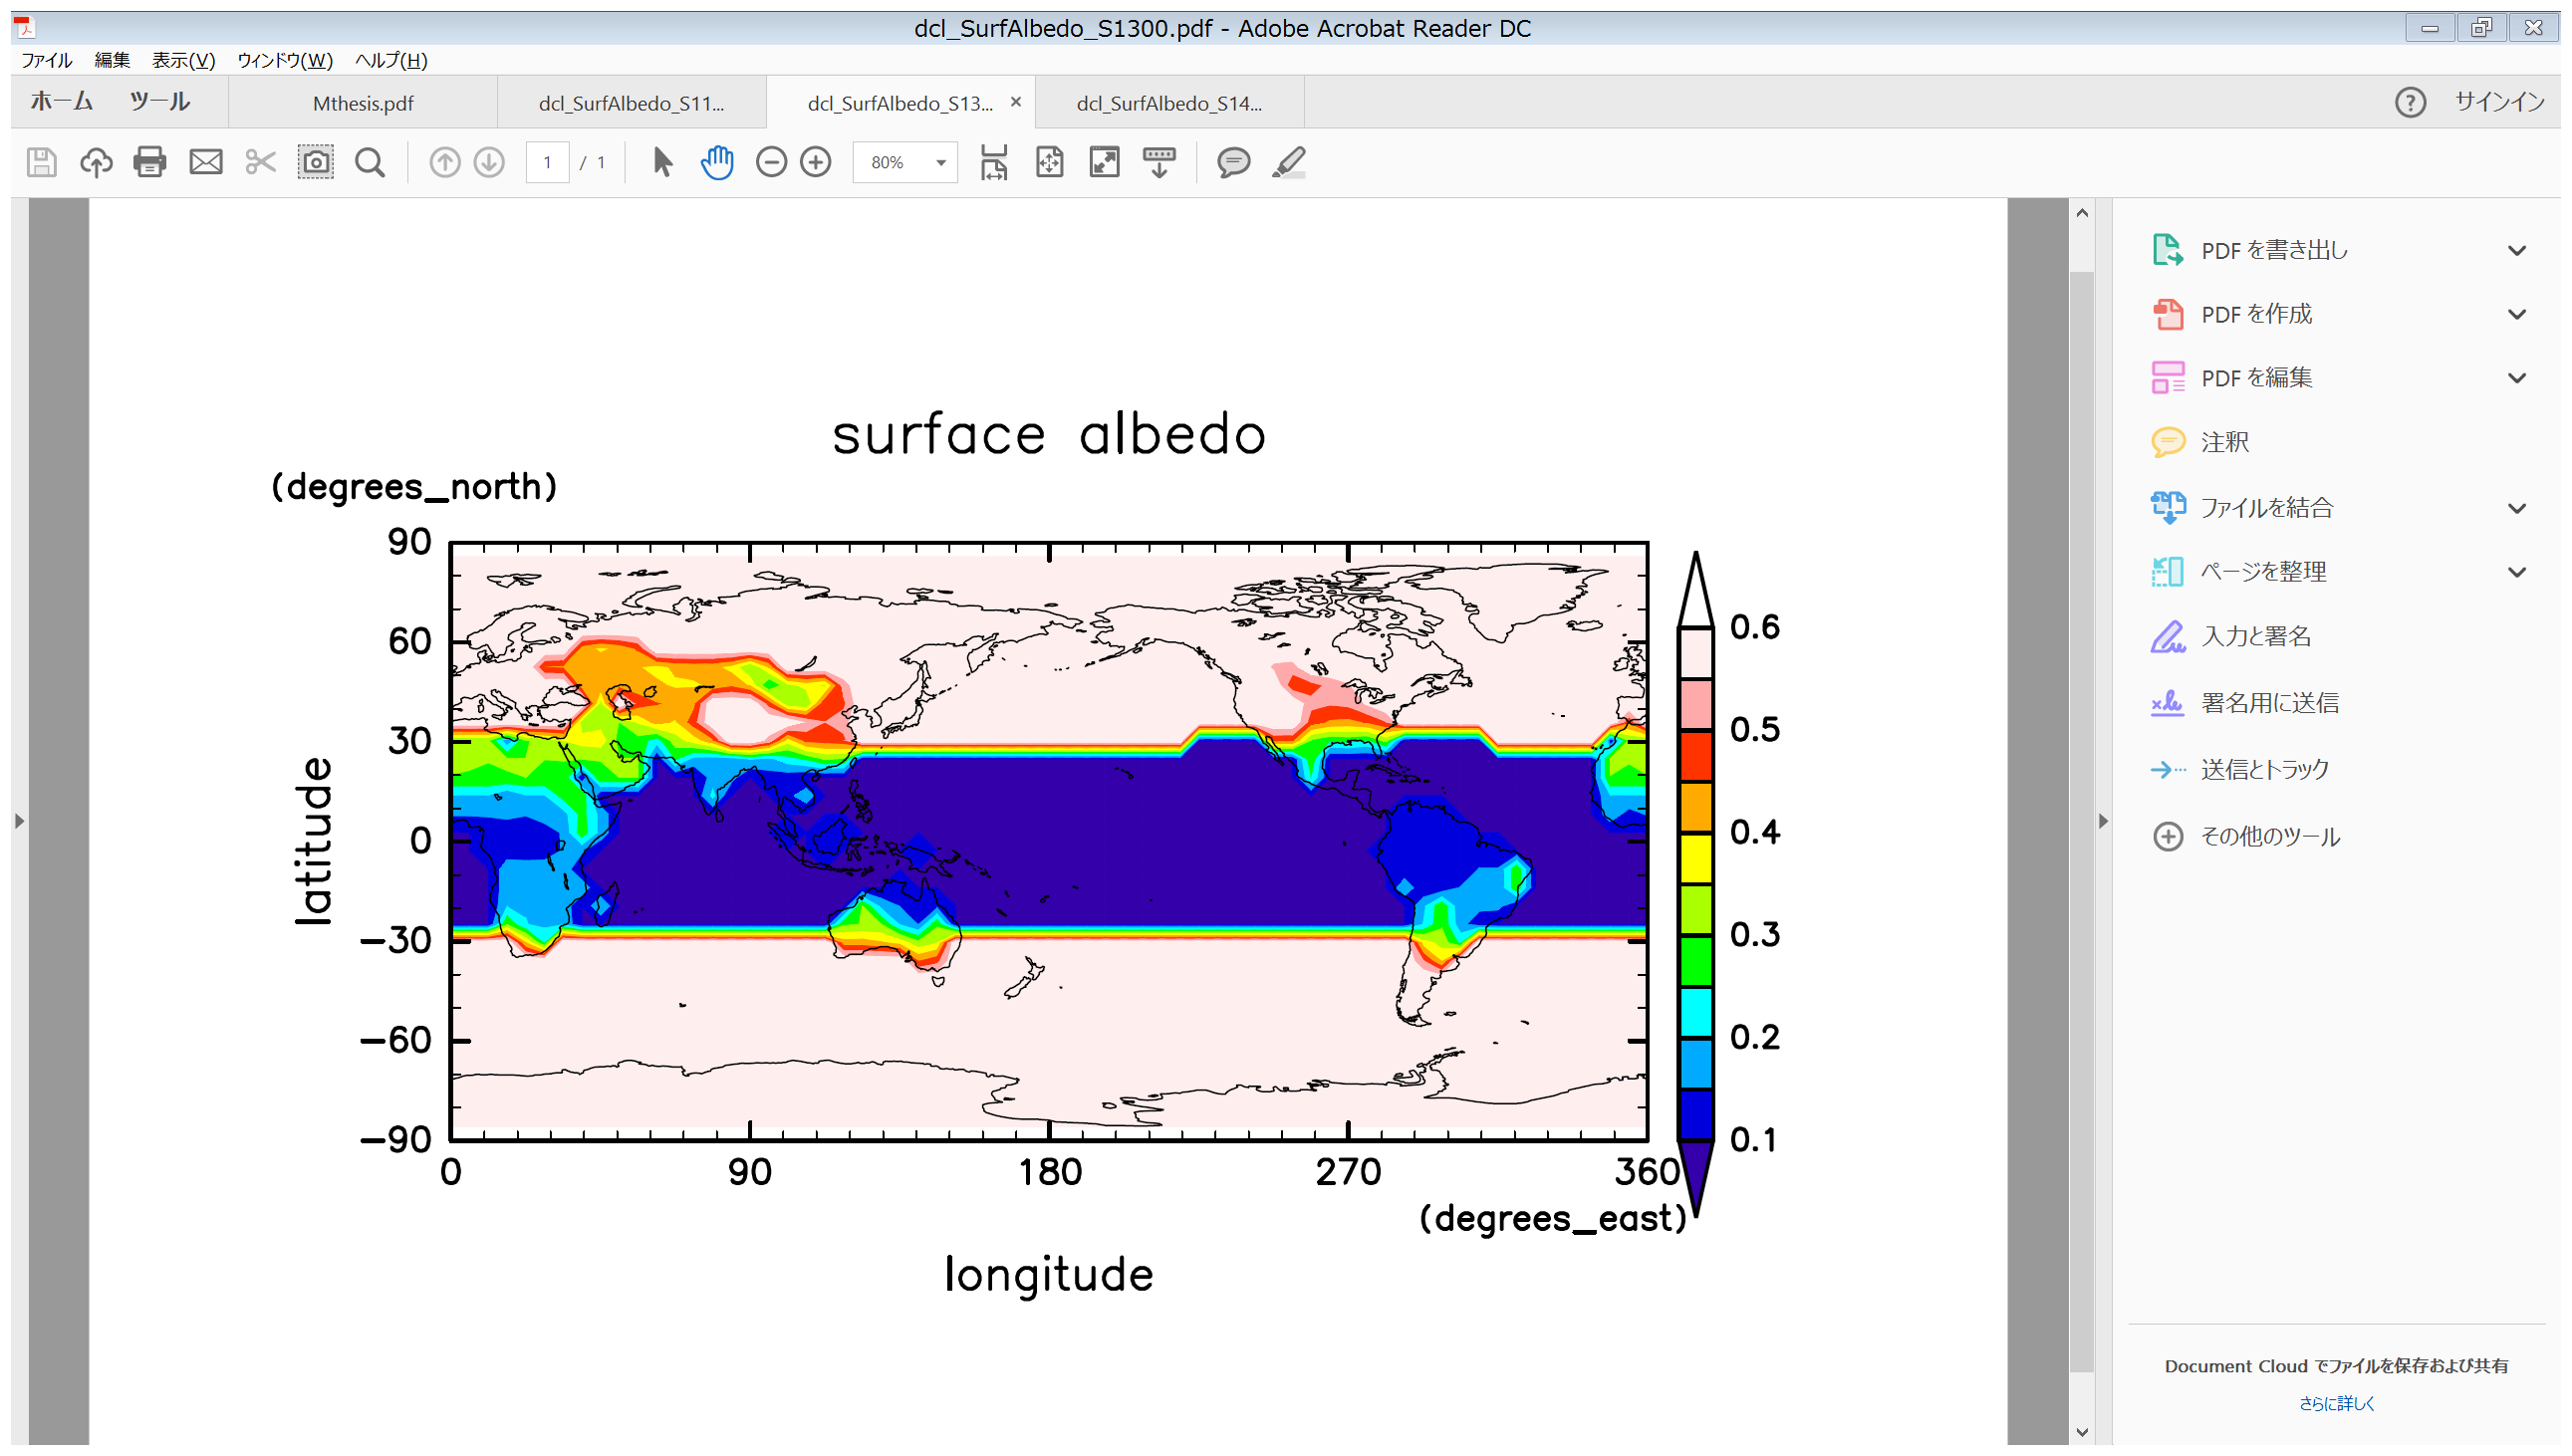 dcl_SurfAlbedo_S1300.pdf - Adobe Acrobat Reader DC
ファイル 編集 表示(V) ウィンドウ(W) ヘルプ(H)
ホーム ツール Mthesis.pdf dcl_SurfAlbedo_S11... dcl_SurfAlbedo_S13... dcl_SurfAlbedo_S14... サインイン
1 / 1 80%
PDF を書き出し
PDF を作成
PDF を編集
注釈
ファイルを結合
ページを整理
入力と署名
署名用に送信
送信とトラック
その他のツール
Document Cloud でファイルを保存および共有
さらに詳しく
surface albedo
(degrees_north)
latitude
90
60
30
0
−30
−60
−90
0 90 180 270 360
(degrees_east)
longitude
0.6
0.5
0.4
0.3
0.2
0.1